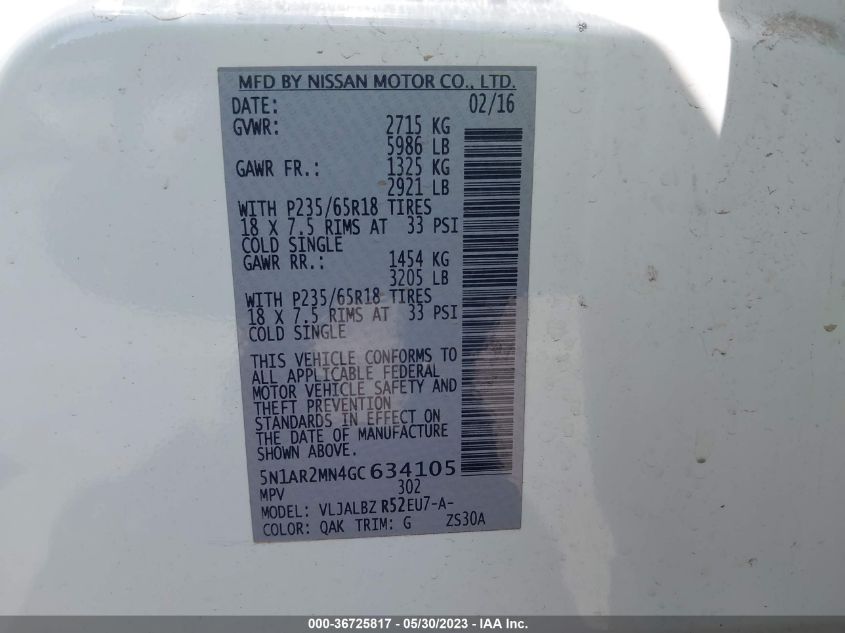 MFD BY NISSAN MOTOR CO., LTD.
DATE: 02/16
GVWR: 2715 KG
5986 LB
GAWR FR.: 1325 KG
2921 LB
WITH P235/65R18 TIRES
18 X 7.5 RIMS AT 33 PSI
COLD SINGLE
GAWR RR.: 1454 KG
3205 LB
WITH P235/65R18 TIRES
18 X 7.5 RIMS AT 33 PSI
COLD SINGLE
THIS VEHICLE CONFORMS TO
ALL APPLICABLE FEDERAL
MOTOR VEHICLE SAFETY AND
THEFT PREVENTION
STANDARDS IN EFFECT ON
THE DATE OF MANUFACTURE
SHOWN ABOVE.
5N1AR2MN4GC634105
MPV 302
MODEL: VLJALBZ R52EU7-A-
COLOR: QAK TRIM: G ZS30A
000-36725817 - 05/30/2023 - IAA Inc.